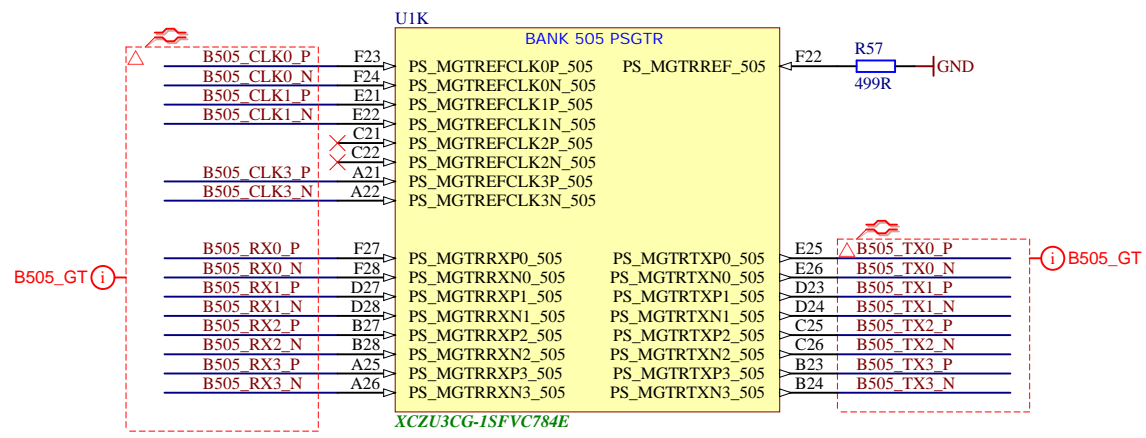 U1K
BANK 505 PSGTR
B505_CLK0_P F23 PS_MGTREFCLK0P_505 PS_MGTRREF_505 F22 R57 499R GND
B505_CLK0_N F24 PS_MGTREFCLK0N_505
B505_CLK1_P E21 PS_MGTREFCLK1P_505
B505_CLK1_N E22 PS_MGTREFCLK1N_505
C21 PS_MGTREFCLK2P_505
C22 PS_MGTREFCLK2N_505
B505_CLK3_P A21 PS_MGTREFCLK3P_505
B505_CLK3_N A22 PS_MGTREFCLK3N_505
B505_RX0_P F27 PS_MGTRRXP0_505 PS_MGTRTXP0_505 E25 B505_TX0_P
B505_GT i B505_RX0_N F28 PS_MGTRRXN0_505 PS_MGTRTXN0_505 E26 B505_TX0_N i B505_GT
B505_RX1_P D27 PS_MGTRRXP1_505 PS_MGTRTXP1_505 D23 B505_TX1_P
B505_RX1_N D28 PS_MGTRRXN1_505 PS_MGTRTXN1_505 D24 B505_TX1_N
B505_RX2_P B27 PS_MGTRRXP2_505 PS_MGTRTXP2_505 C25 B505_TX2_P
B505_RX2_N B28 PS_MGTRRXN2_505 PS_MGTRTXN2_505 C26 B505_TX2_N
B505_RX3_P A25 PS_MGTRRXP3_505 PS_MGTRTXP3_505 B23 B505_TX3_P
B505_RX3_N A26 PS_MGTRRXN3_505 PS_MGTRTXN3_505 B24 B505_TX3_N
XCZU3CG-1SFVC784E